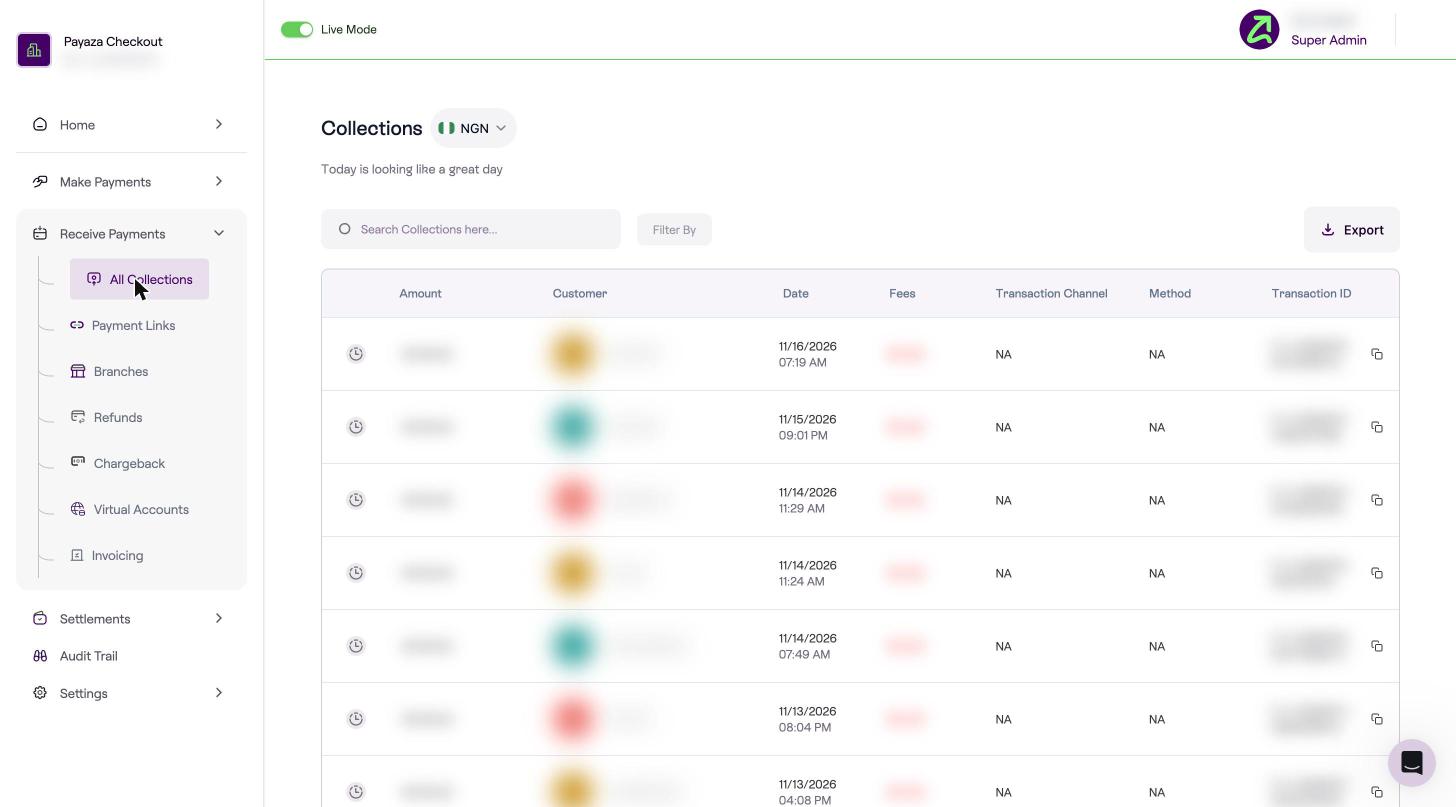 Payaza Checkout
Home
Make Payments
Receive Payments
All Collections
Payment Links
Branches
Refunds
Chargeback
Virtual Accounts
Invoicing
Settlements
Audit Trail
Settings
Live Mode
Super Admin
Collections NGN
Today is looking like a great day
Search Collections here... Filter By Export
Amount Customer Date Fees Transaction Channel Method Transaction ID
11/16/2026
07:19 AM NA NA
11/15/2026
09:01 PM NA NA
11/14/2026
11:29 AM NA NA
11/14/2026
11:24 AM NA NA
11/14/2026
07:49 AM NA NA
11/13/2026
08:04 PM NA NA
11/13/2026
04:08 PM NA NA